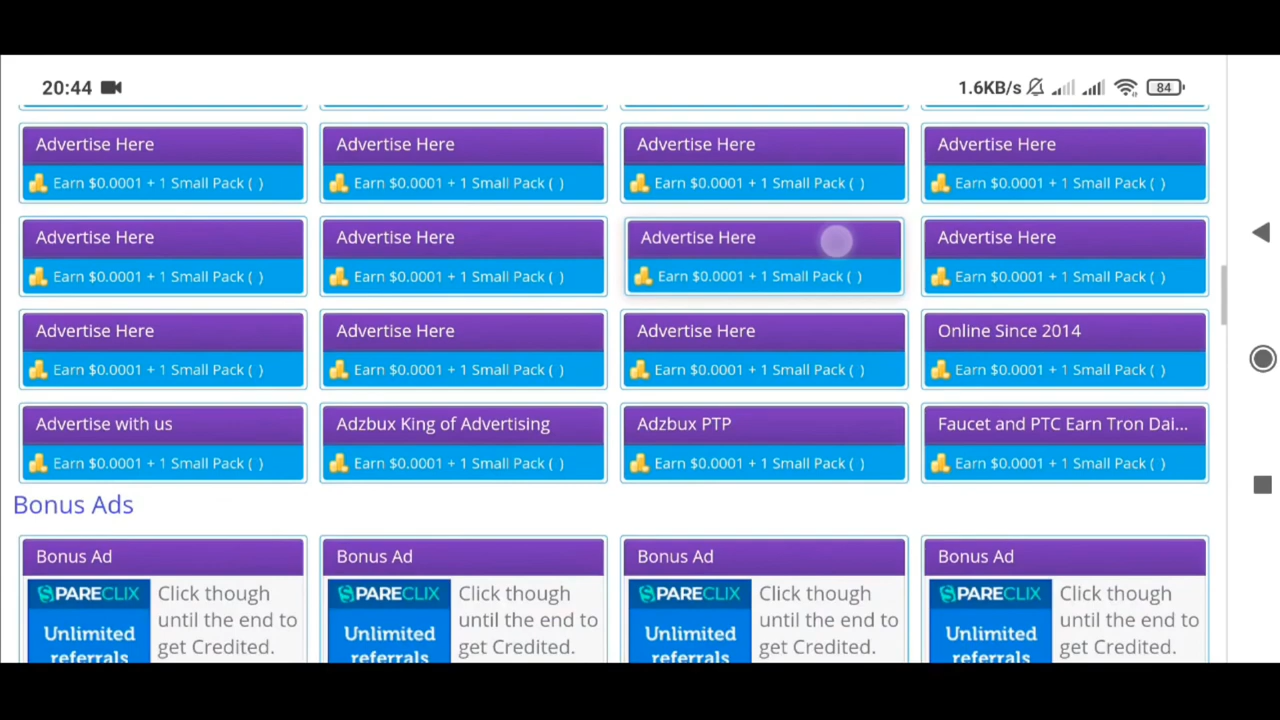 20:44 1.6KB/s 84
Advertise Here Advertise Here Advertise Here Advertise Here
Earn $0.0001 + 1 Small Pack ( ) Earn $0.0001 + 1 Small Pack ( ) Earn $0.0001 + 1 Small Pack ( ) Earn $0.0001 + 1 Small Pack ( )
Advertise Here Advertise Here Advertise Here Advertise Here
Earn $0.0001 + 1 Small Pack ( ) Earn $0.0001 + 1 Small Pack ( ) Earn $0.0001 + 1 Small Pack ( ) Earn $0.0001 + 1 Small Pack ( )
Advertise Here Advertise Here Advertise Here Online Since 2014
Earn $0.0001 + 1 Small Pack ( ) Earn $0.0001 + 1 Small Pack ( ) Earn $0.0001 + 1 Small Pack ( ) Earn $0.0001 + 1 Small Pack ( )
Advertise with us Adzbux King of Advertising Adzbux PTP Faucet and PTC Earn Tron Dai...
Earn $0.0001 + 1 Small Pack ( ) Earn $0.0001 + 1 Small Pack ( ) Earn $0.0001 + 1 Small Pack ( ) Earn $0.0001 + 1 Small Pack ( )
Bonus Ads
Bonus Ad Bonus Ad Bonus Ad Bonus Ad
SPARECLIX Click though SPARECLIX Click though SPARECLIX Click though SPARECLIX Click though
Unlimited until the end to Unlimited until the end to Unlimited until the end to Unlimited until the end to
referrals get Credited. referrals get Credited. referrals get Credited. referrals get Credited.